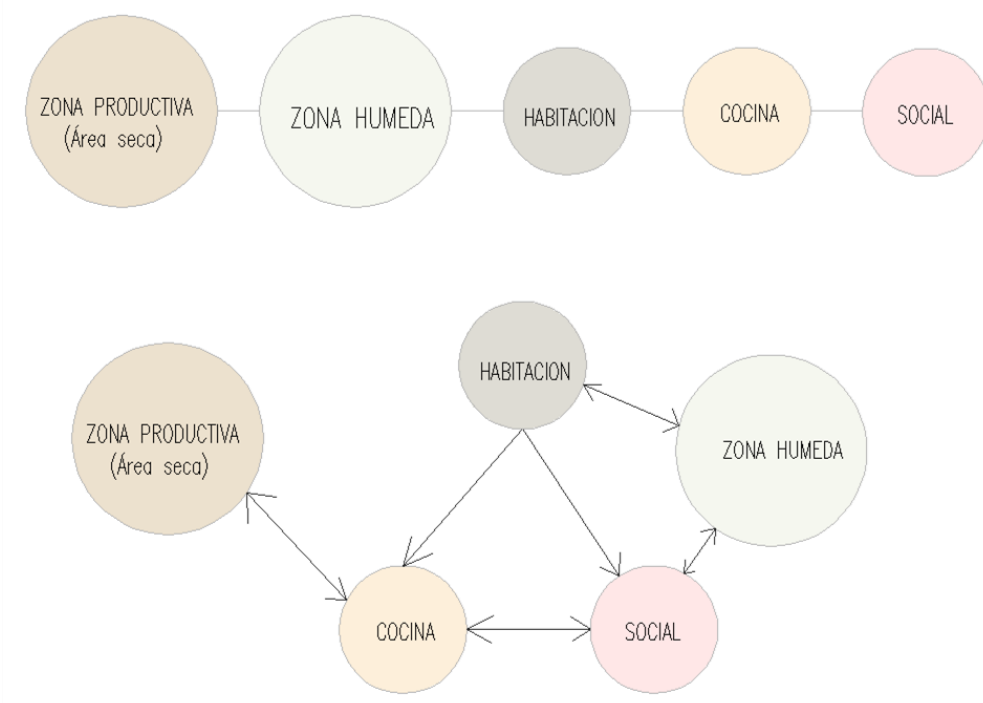 ZONA PRODUCTIVA
(Área seca)
ZONA HUMEDA
HABITACION
COCINA
SOCIAL
HABITACION
ZONA PRODUCTIVA
(Área seca)
ZONA HUMEDA
COCINA
SOCIAL